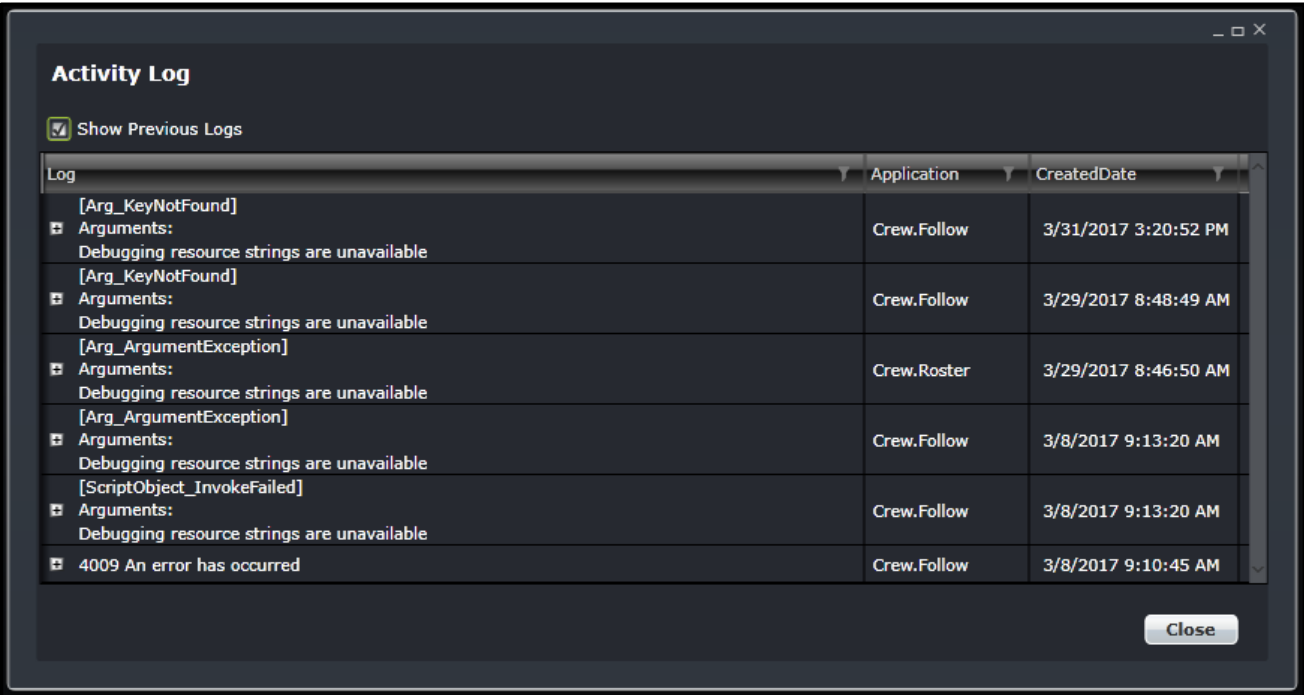 Activity Log
Show Previous Logs
Log Application CreatedDate
[Arg_KeyNotFound]
Arguments:
Debugging resource strings are unavailable
Crew.Follow 3/31/2017 3:20:52 PM
[Arg_KeyNotFound]
Arguments:
Debugging resource strings are unavailable
Crew.Follow 3/29/2017 8:48:49 AM
[Arg_ArgumentException]
Arguments:
Debugging resource strings are unavailable
Crew.Roster 3/29/2017 8:46:50 AM
[Arg_ArgumentException]
Arguments:
Debugging resource strings are unavailable
Crew.Follow 3/8/2017 9:13:20 AM
[ScriptObject_InvokeFailed]
Arguments:
Debugging resource strings are unavailable
Crew.Follow 3/8/2017 9:13:20 AM
4009 An error has occurred Crew.Follow 3/8/2017 9:10:45 AM
Close